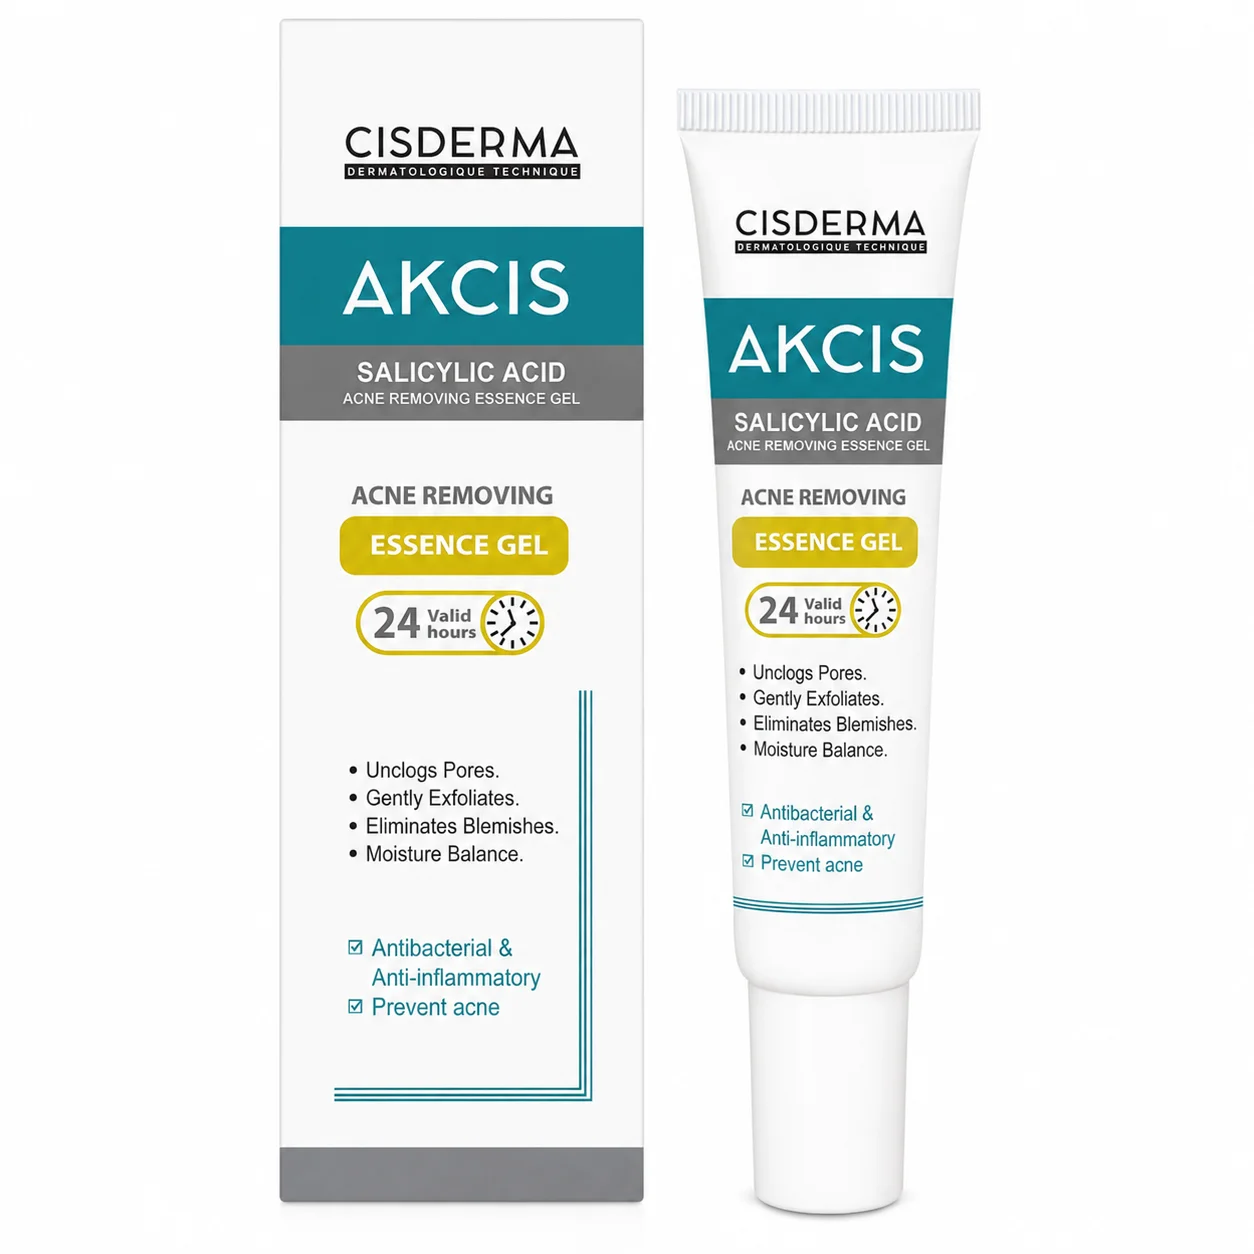 CISDERMA
DERMATOLOGIQUE TECHNIQUE
AKCIS
SALICYLIC ACID
ACNE REMOVING ESSENCE GEL
ACNE REMOVING
ESSENCE GEL
24 Valid
hours
• Unclogs Pores.
• Gently Exfoliates.
• Eliminates Blemishes.
• Moisture Balance.
☑ Antibacterial &
Anti-inflammatory
☑ Prevent acne
CISDERMA
DERMATOLOGIQUE TECHNIQUE
AKCIS
SALICYLIC ACID
ACNE REMOVING ESSENCE GEL
ACNE REMOVING
ESSENCE GEL
24 Valid
hours
• Unclogs Pores.
• Gently Exfoliates.
• Eliminates Blemishes.
• Moisture Balance.
☑ Antibacterial &
Anti-inflammatory
☑ Prevent acne